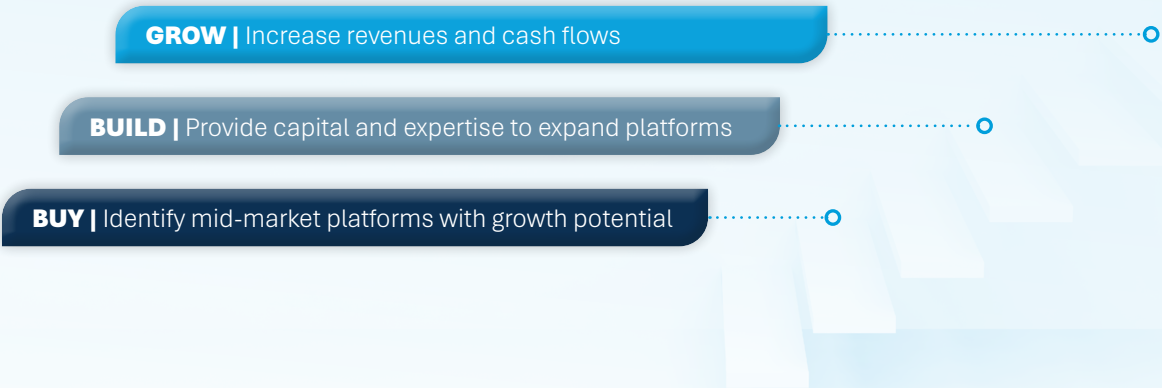 GROW | Increase revenues and cash flows
BUILD | Provide capital and expertise to expand platforms
BUY | Identify mid-market platforms with growth potential